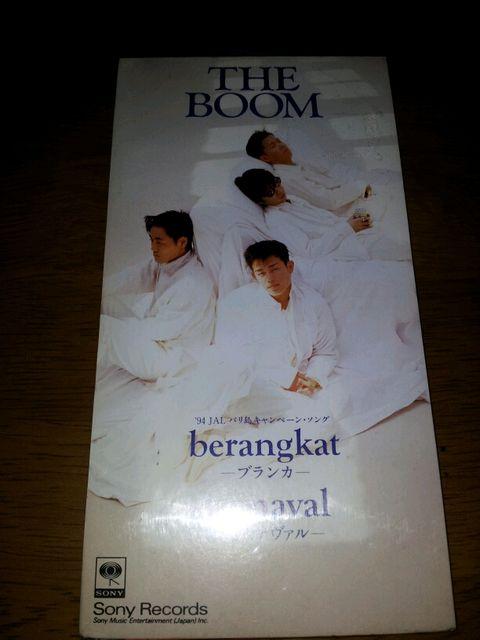 THE
BOOM
'94 JAL バリ島キャンペーン・ソング
berangkat
—ブランカ—
SONY
Sony Records
Sony Music Entertainment (Japan) Inc.